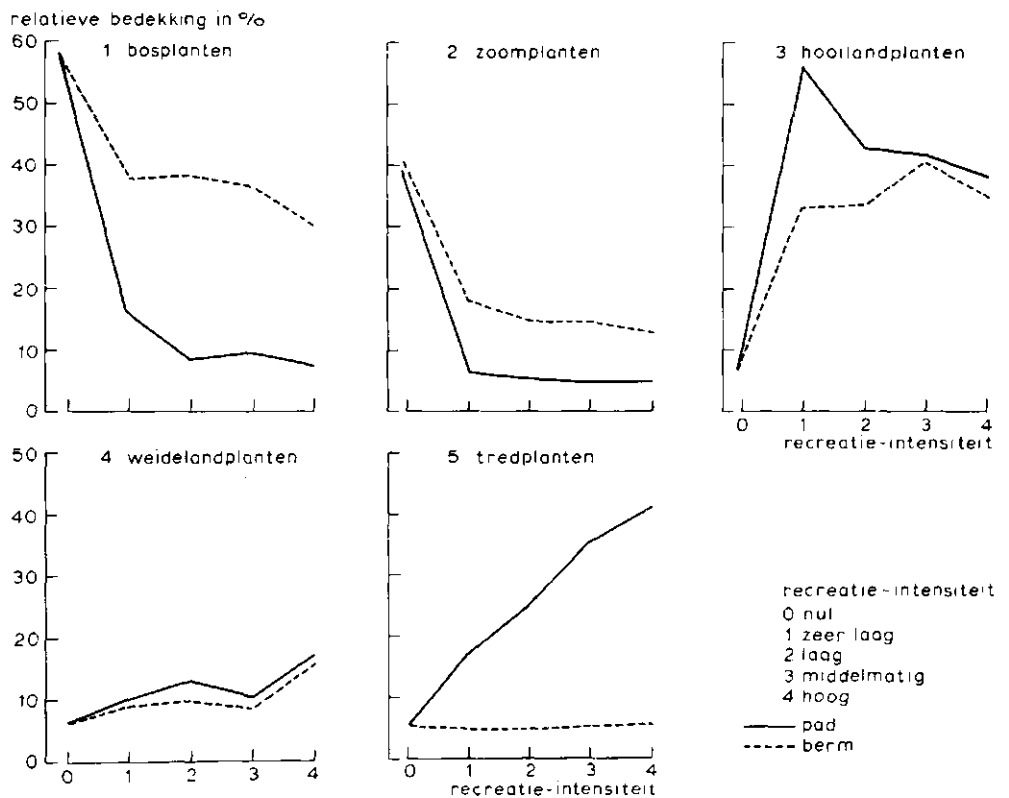 relatieve bedekking in %
1 bosplanten
60
50
40
30
20
10
0
2 zoomplanten
3 hooilandplanten
0 1 2 3 4
recreatie-intensiteit
4 weidelandplanten
50
40
30
20
10
0
0 1 2 3 4
5 tredplanten
0 1 2 3 4
recreatie-intensiteit
recreatie-intensiteit
0 nul
1 zeer laag
2 laag
3 middelmatig
4 hoog
pad
berm